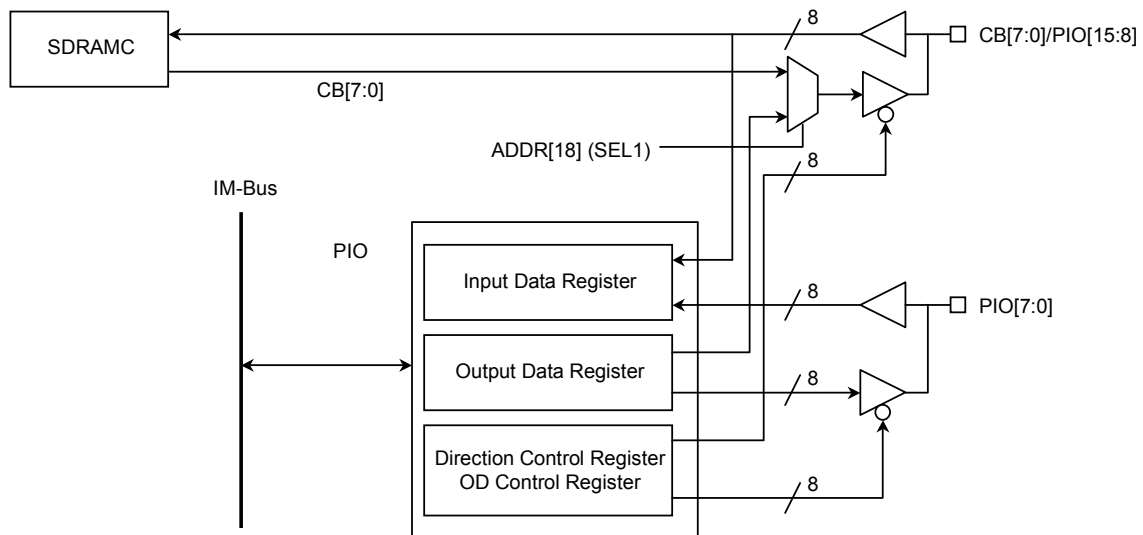 8
SDRAMC
CB[7:0]/PIO[15:8]
CB[7:0]
ADDR[18] (SEL1)
8
IM-Bus
PIO
Input Data Register
8
PIO[7:0]
Output Data Register
8
Direction Control Register
OD Control Register
8